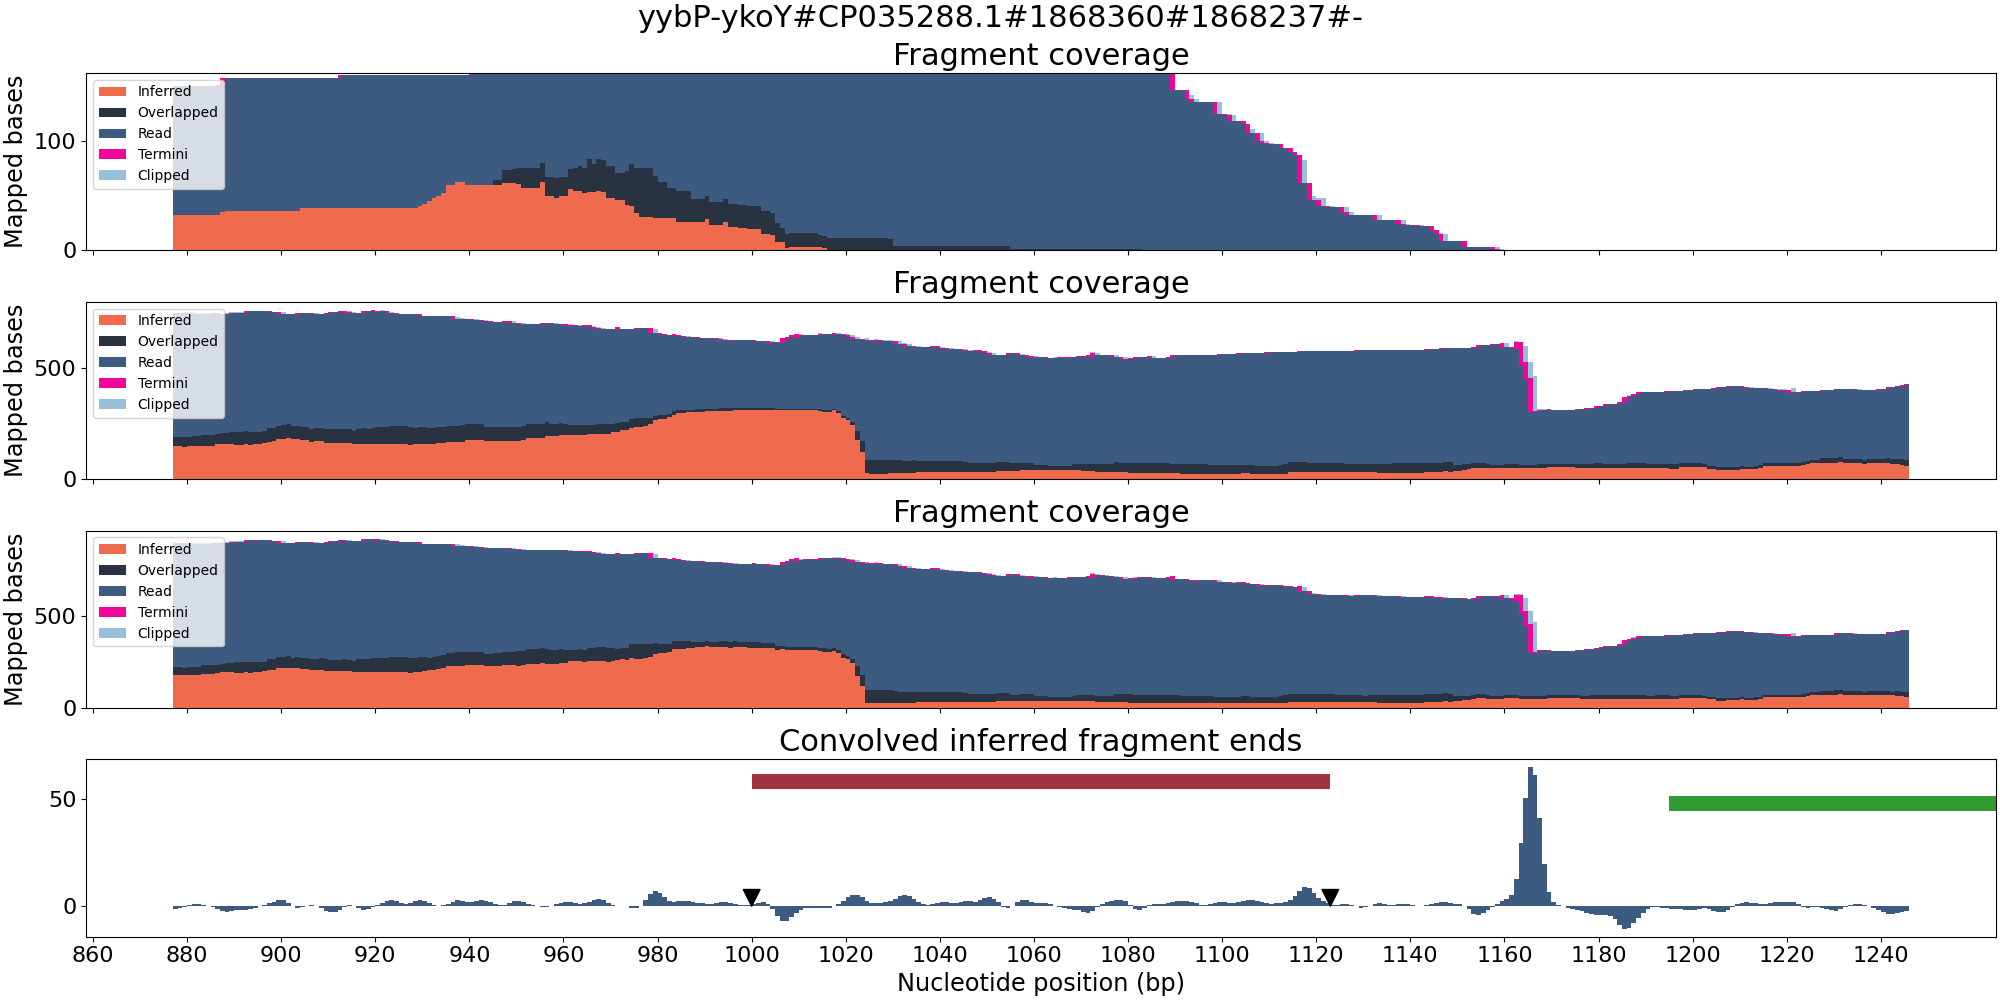 yybP-ykoY#CP035288.1#1868360#1868237#-
Fragment coverage
Mapped bases
100
0
Inferred
Overlapped
Read
Termini
Clipped
Fragment coverage
Mapped bases
500
0
Inferred
Overlapped
Read
Termini
Clipped
Fragment coverage
Mapped bases
500
0
Inferred
Overlapped
Read
Termini
Clipped
Convolved inferred fragment ends
50
0
860 880 900 920 940 960 980 1000 1020 1040 1060 1080 1100 1120 1140 1160 1180 1200 1220 1240
Nucleotide position (bp)